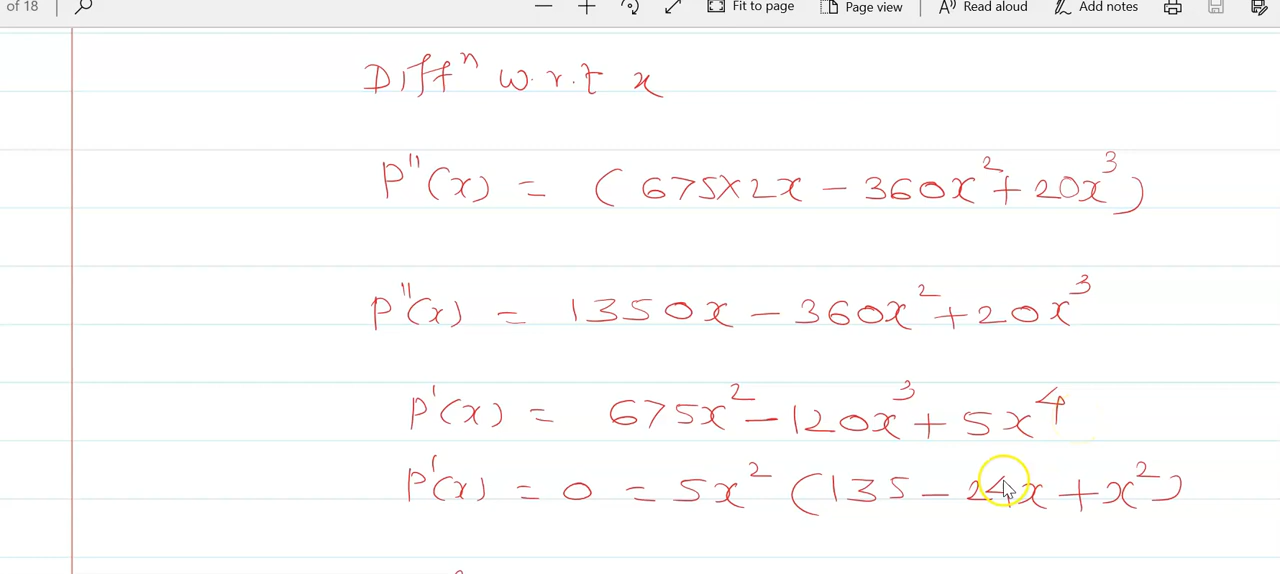 of 18 Fit to page Page view Read aloud Add notes
Diffⁿ w.r.t x
P''(x) = (675×2x − 360x² + 20x³)
P''(x) = 1350x − 360x² + 20x³
P'(x) = 675x² − 120x³ + 5x⁴
P'(x) = 0 = 5x² (135 − 24x + x²)